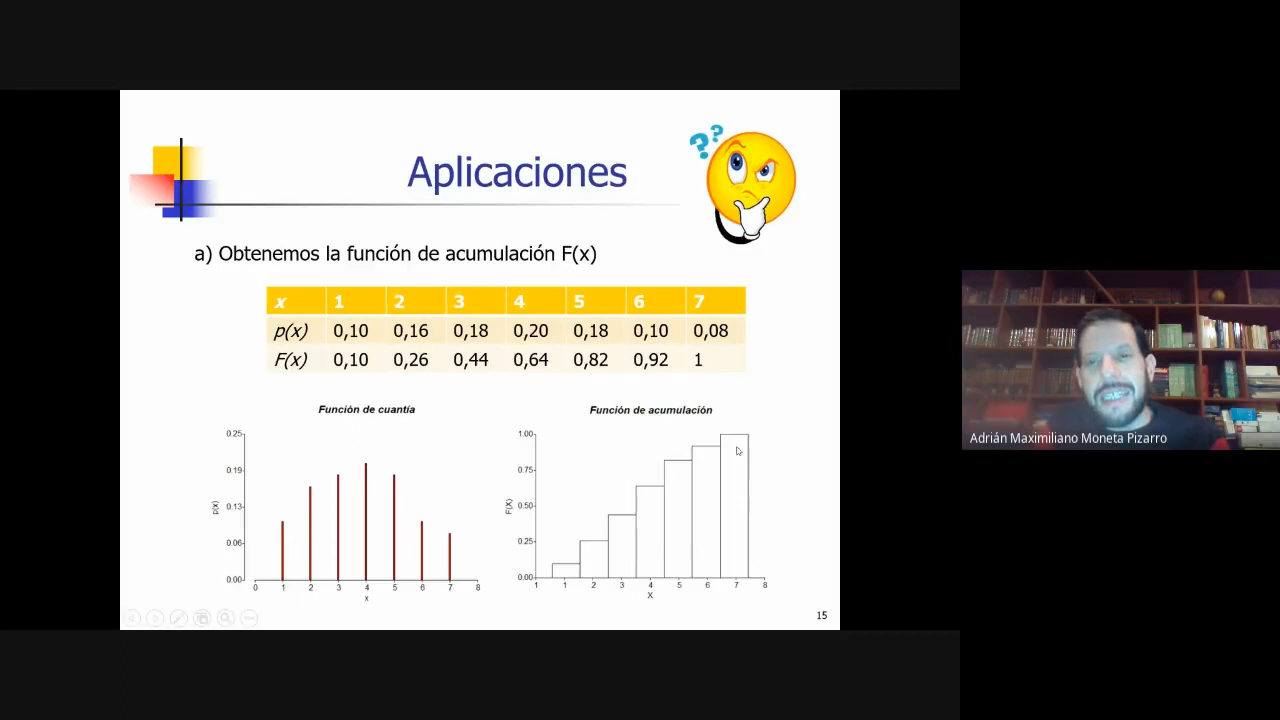 Aplicaciones
??
a) Obtenemos la función de acumulación F(x)
x 1 2 3 4 5 6 7
p(x) 0,10 0,16 0,18 0,20 0,18 0,10 0,08
F(x) 0,10 0,26 0,44 0,64 0,82 0,92 1
Función de cuantía
0.25
0.19
0.13
0.06
0.00
p(x)
0 1 2 3 4 5 6 7 8
x
Función de acumulación
1.00
0.75
0.50
0.25
0.00
F(X)
1 1 2 3 4 5 6 7 8
X
15
Adrián Maximiliano Moneta Pizarro